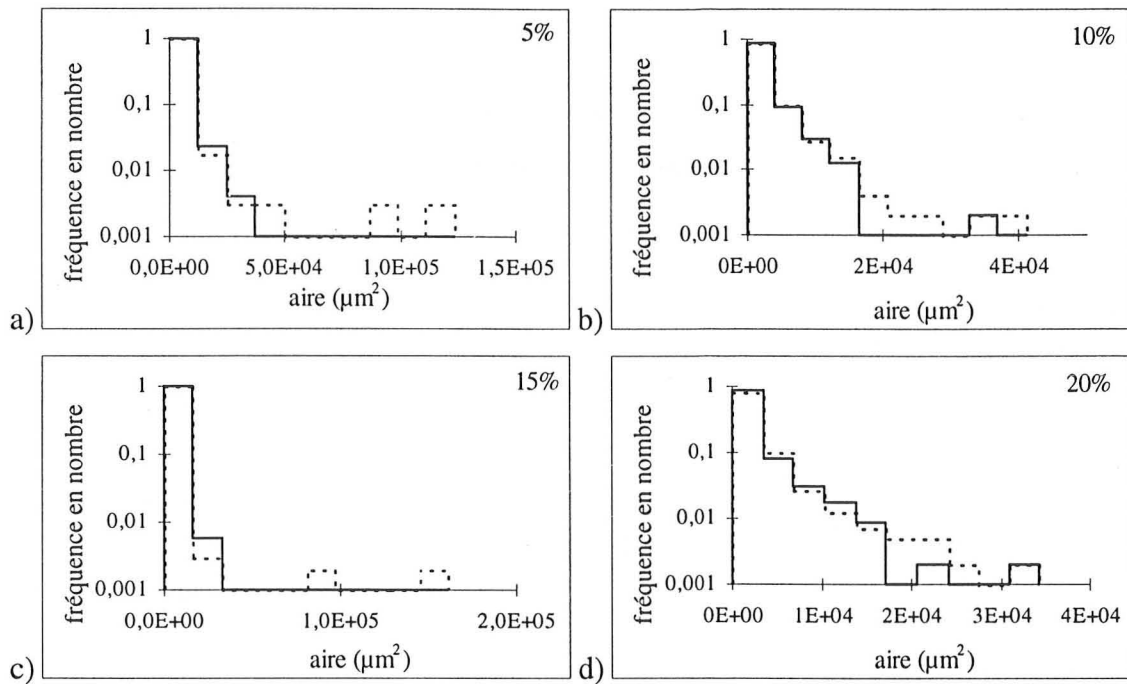 5%
fréquence en nombre
1
0,1
0,01
0,001
0,0E+00 5,0E+04 1,0E+05 1,5E+05
aire (µm²)
a)
10%
fréquence en nombre
1
0,1
0,01
0,001
0E+00 2E+04 4E+04
aire (µm²)
b)
15%
fréquence en nombre
1
0,1
0,01
0,001
0,0E+00 1,0E+05 2,0E+05
aire (µm²)
c)
20%
fréquence en nombre
1
0,1
0,01
0,001
0E+00 1E+04 2E+04 3E+04 4E+04
aire (µm²)
d)